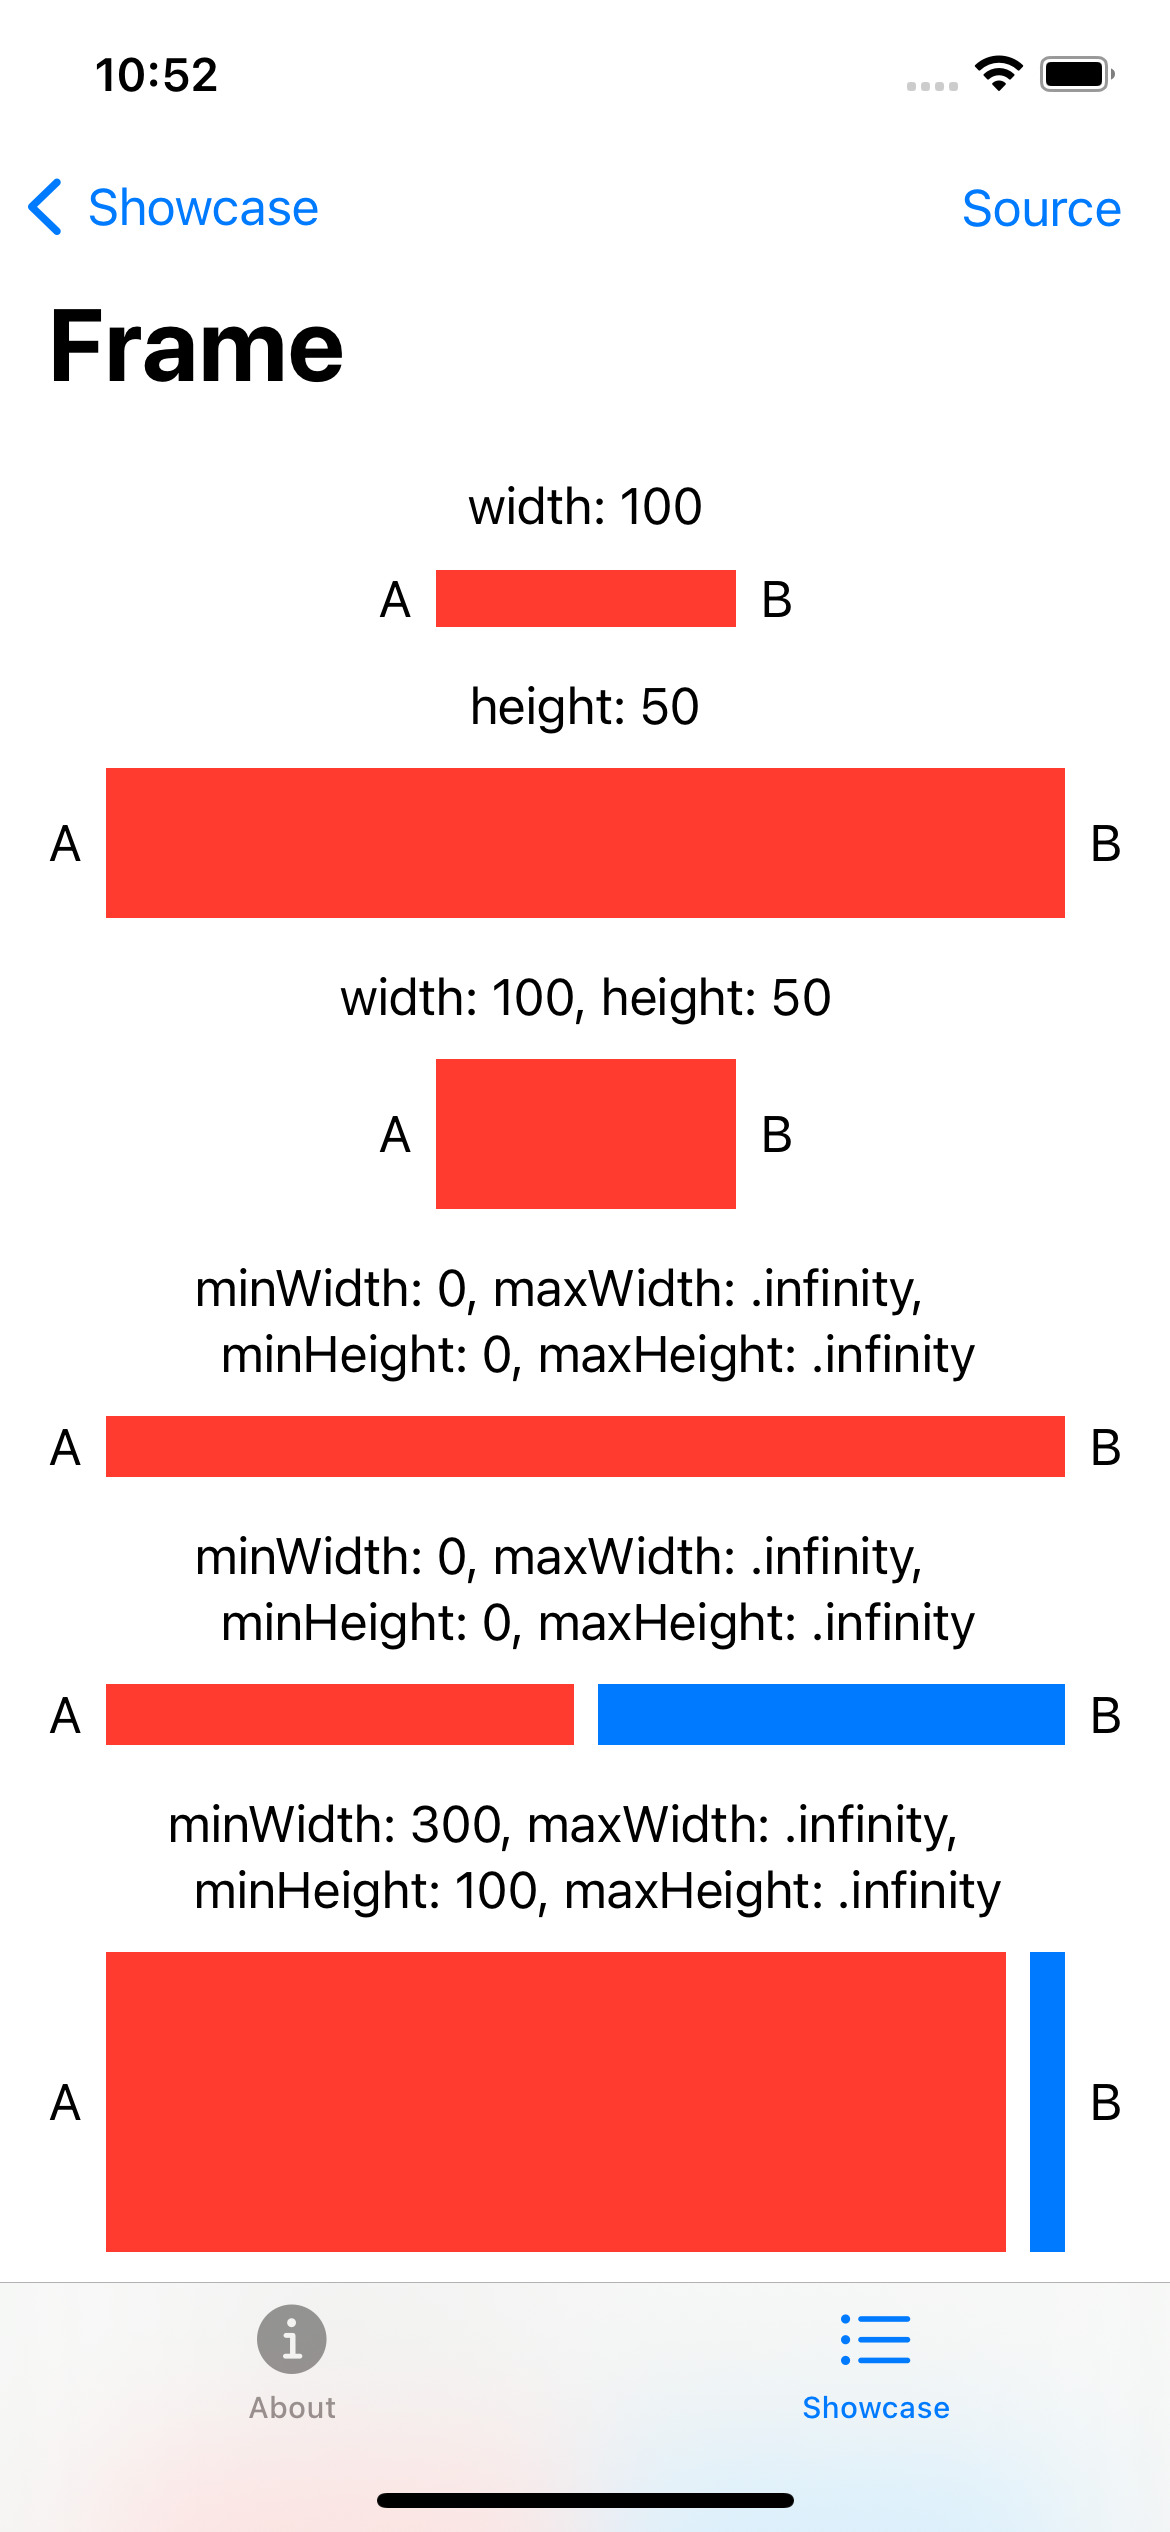 10:52
Showcase
Source
Frame
width: 100
A
B
height: 50
A
B
width: 100, height: 50
A
B
minWidth: 0, maxWidth: .infinity,
minHeight: 0, maxHeight: .infinity
A
B
minWidth: 0, maxWidth: .infinity,
minHeight: 0, maxHeight: .infinity
A
B
minWidth: 300, maxWidth: .infinity,
minHeight: 100, maxHeight: .infinity
A
B
About
Showcase